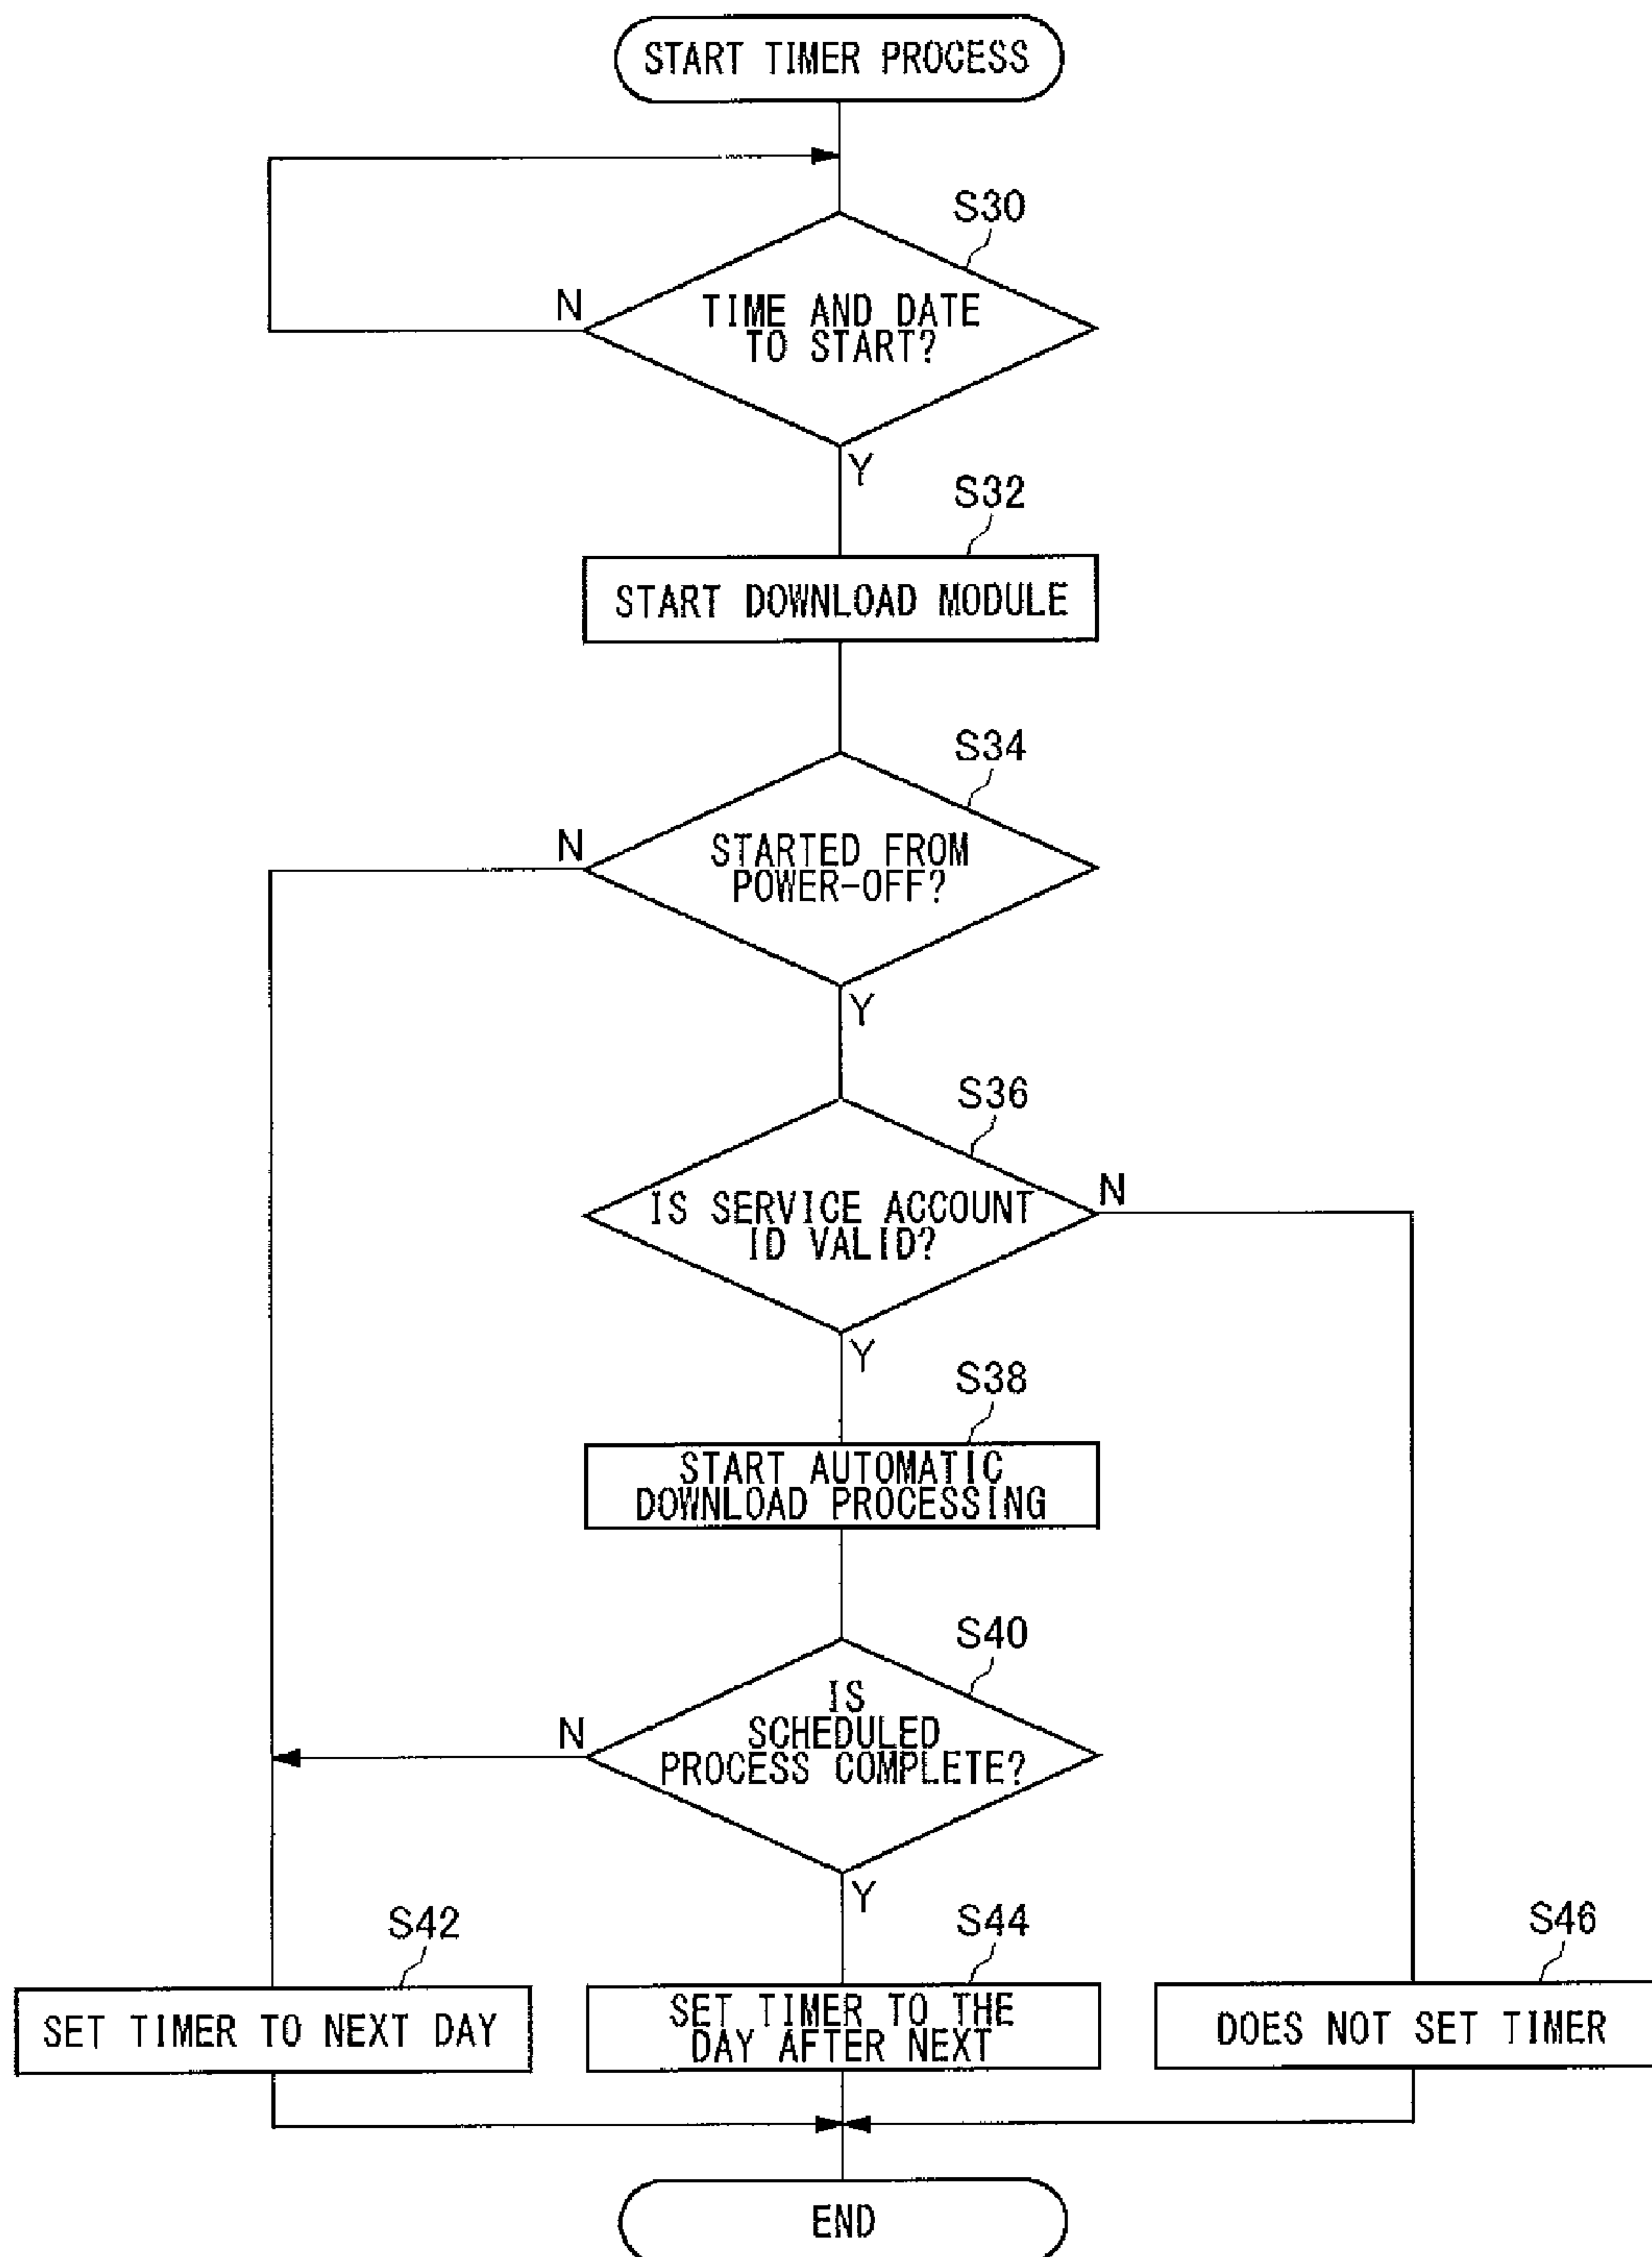 START TIMER PROCESS
S30
N
TIME AND DATE
TO START?
Y
S32
START DOWNLOAD MODULE
S34
N
STARTED FROM
POWER-OFF?
Y
S36
N
IS SERVICE ACCOUNT
ID VALID?
Y
S38
START AUTOMATIC
DOWNLOAD PROCESSING
S40
N
IS
SCHEDULED
PROCESS COMPLETE?
Y
S42
SET TIMER TO NEXT DAY
S44
SET TIMER TO THE
DAY AFTER NEXT
S46
DOES NOT SET TIMER
END